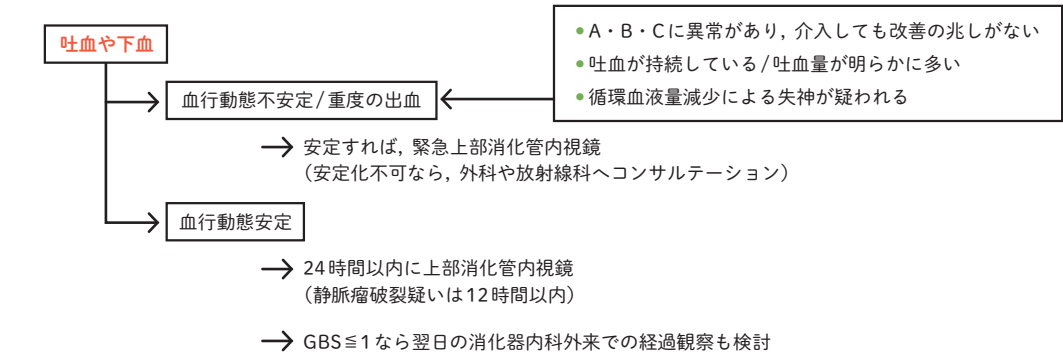 吐血や下血
• A・B・Cに異常があり, 介入しても改善の兆しがない
• 吐血が持続している/吐血量が明らかに多い
• 循環血液量減少による失神が疑われる
血行動態不安定/重度の出血
→ 安定すれば, 緊急上部消化管内視鏡
（安定化不可なら, 外科や放射線科へコンサルテーション）
血行動態安定
→ 24時間以内に上部消化管内視鏡
（静脈瘤破裂疑いは12時間以内）
→ GBS≦1なら翌日の消化器内科外来での経過観察も検討